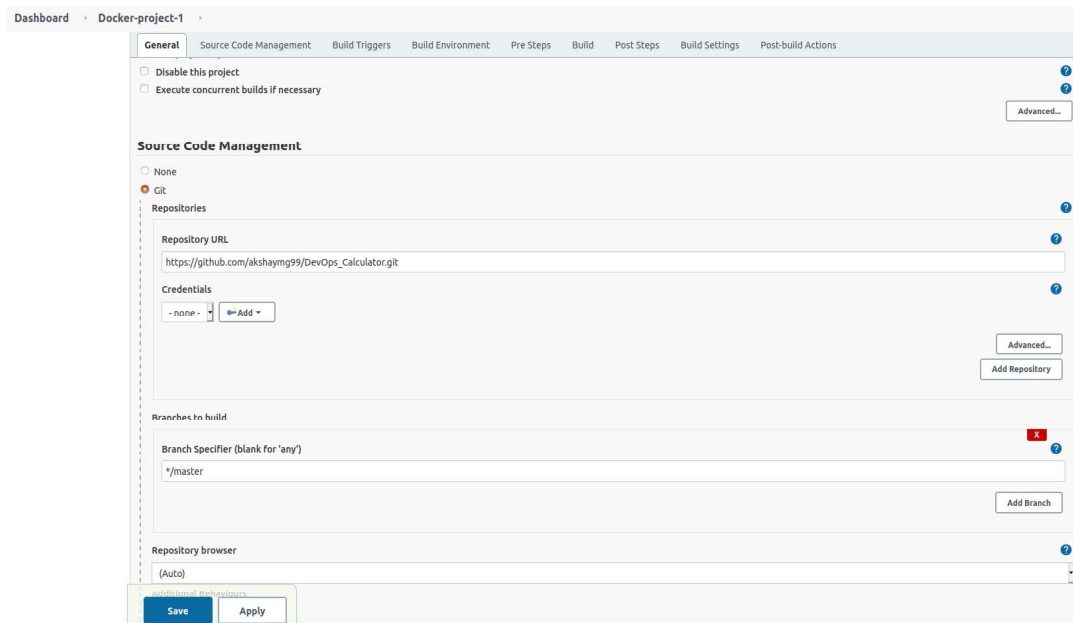 Dashboard › Docker-project-1 ›
General Source Code Management Build Triggers Build Environment Pre Steps Build Post Steps Build Settings Post-build Actions
Disable this project
Execute concurrent builds if necessary
Advanced...
Source Code Management
None
Git
Repositories
Repository URL
https://github.com/akshaymg99/DevOps_Calculator.git
Credentials
- none - Add
Advanced...
Add Repository
Branches to build
X
Branch Specifier (blank for 'any')
*/master
Add Branch
Repository browser
(Auto)
Additional Behaviours
Save Apply